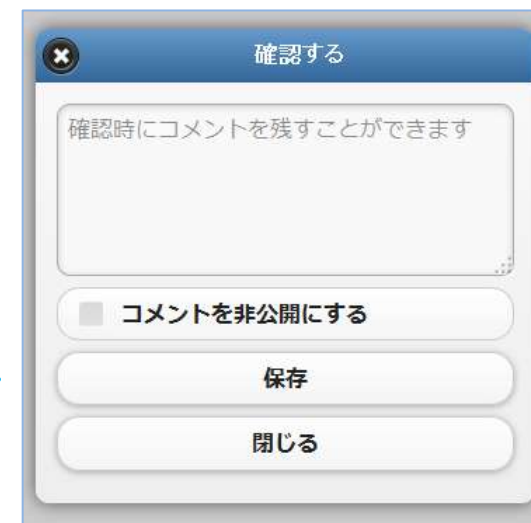 確認する
確認時にコメントを残すことができます
コメントを非公開にする
保存
閉じる